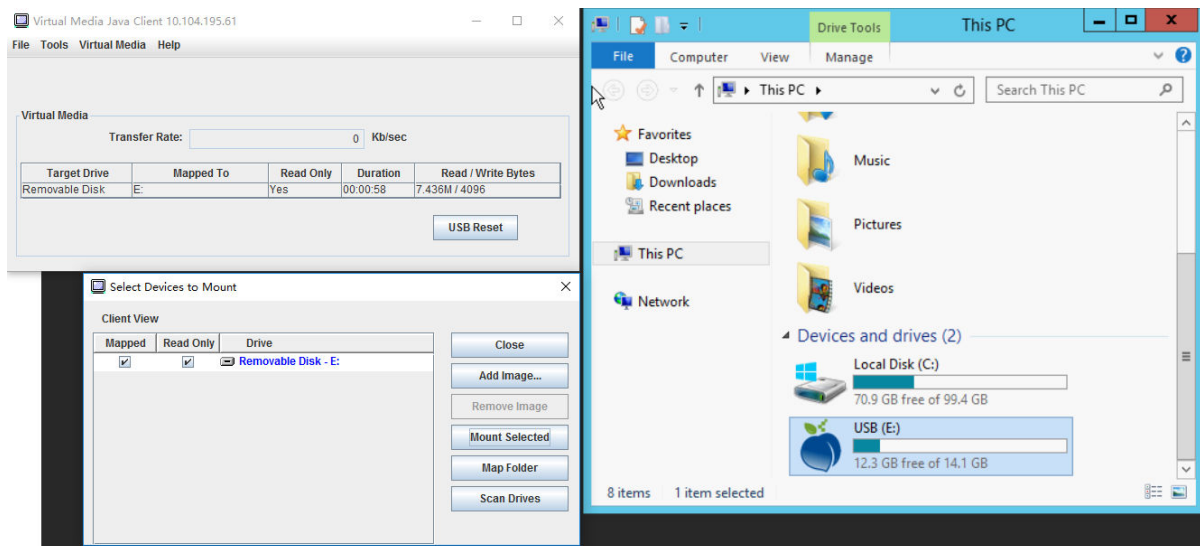 Virtual Media Java Client 10.104.195.61
File Tools Virtual Media Help
Virtual Media
Transfer Rate: 0 Kb/sec
Target Drive Mapped To Read Only Duration Read / Write Bytes
Removable Disk E: Yes 00:00:58 7.436M / 4096
USB Reset
Select Devices to Mount
Client View
Mapped Read Only Drive
Removable Disk - E:
Close
Add Image...
Remove Image
Mount Selected
Map Folder
Scan Drives
Drive Tools This PC
File Computer View Manage
This PC
Search This PC
Favorites
Desktop
Downloads
Recent places
This PC
Network
Music
Pictures
Videos
Devices and drives (2)
Local Disk (C:)
70.9 GB free of 99.4 GB
USB (E:)
12.3 GB free of 14.1 GB
8 items 1 item selected